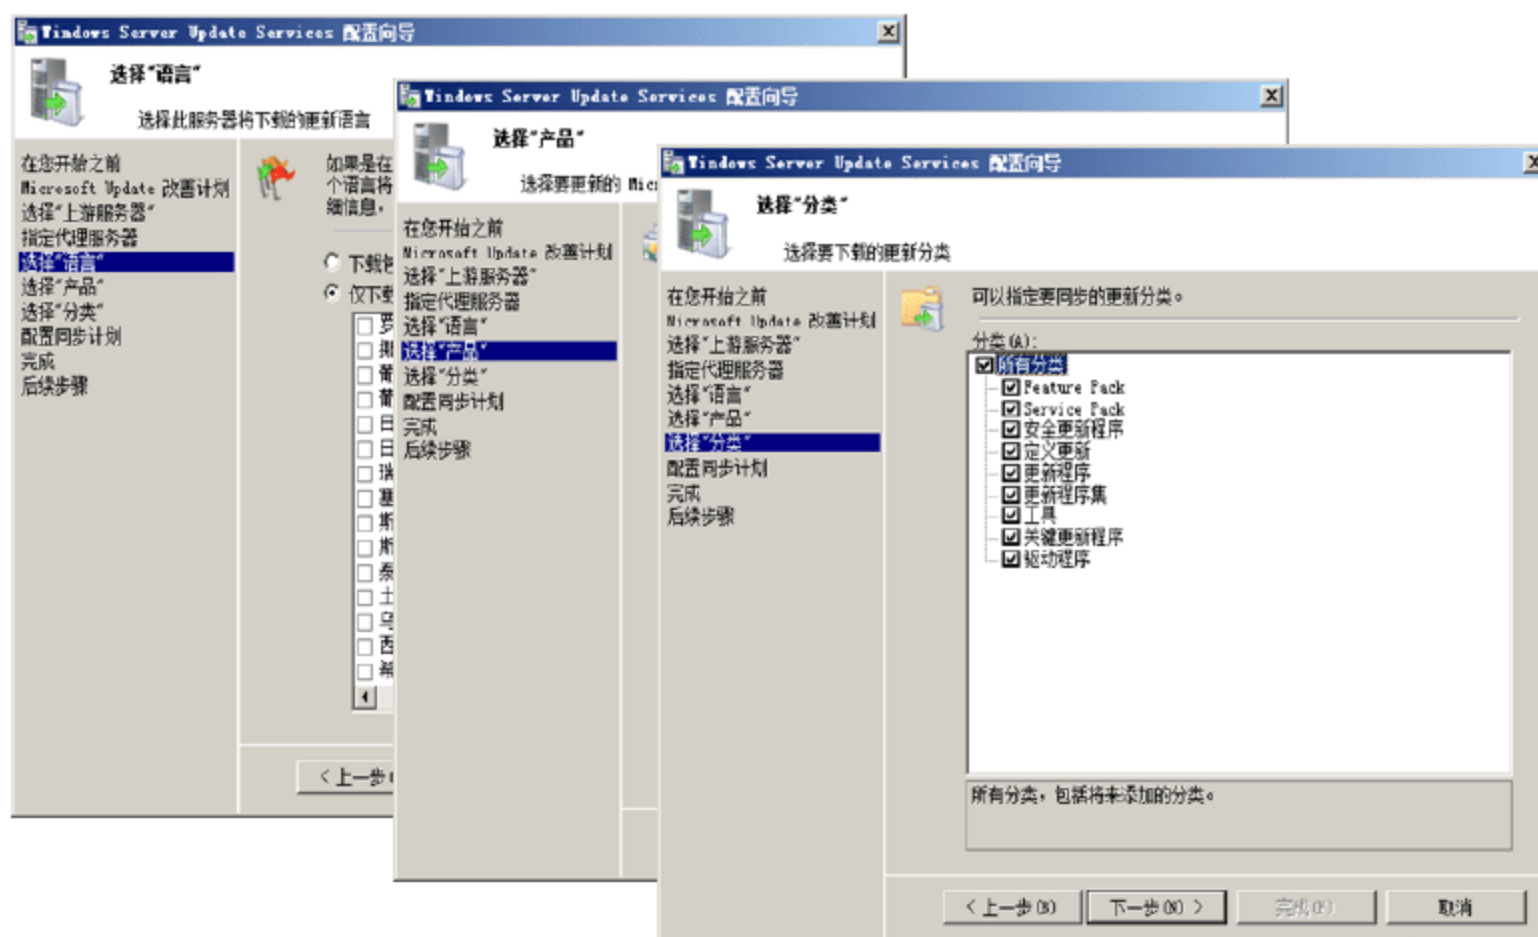 Windows Server Update Services 配置向导
选择"语言"
选择此服务器将下载的更新语言
在您开始之前
Microsoft Update 改善计划
选择"上游服务器"
指定代理服务器
选择"语言"
选择"产品"
选择"分类"
配置同步计划
完成
后续步骤
如果是在
个语言将
细信息，
下载
仅下载
日
日
瑞
塞
斯
斯
泰
土
乌
西
希
< 上一步
Windows Server Update Services 配置向导
选择"产品"
选择要更新的 Mic
在您开始之前
Microsoft Update 改善计划
选择"上游服务器"
指定代理服务器
选择"语言"
选择"产品"
选择"分类"
配置同步计划
完成
后续步骤
Windows Server Update Services 配置向导
选择"分类"
选择要下载的更新分类
在您开始之前
Microsoft Update 改善计划
选择"上游服务器"
指定代理服务器
选择"语言"
选择"产品"
选择"分类"
配置同步计划
完成
后续步骤
可以指定要同步的更新分类。
分类(A):
所有分类
Feature Pack
Service Pack
安全更新程序
定义更新
更新程序
更新程序集
工具
关键更新程序
驱动程序
所有分类，包括将来添加的分类。
< 上一步(B)
下一步(N) >
完成(F)
取消